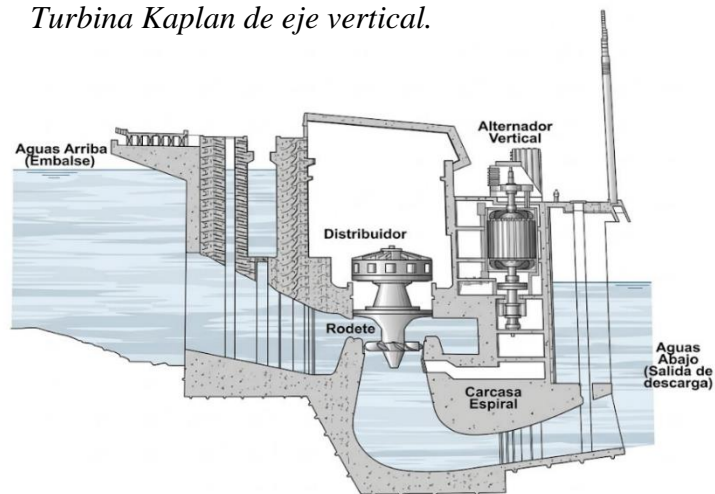 Turbina Kaplan de eje vertical.
Aguas Arriba
(Embalse)
Alternador
Vertical
Distribuidor
Rodete
Carcasa
Espiral
Aguas
Abajo
(Salida de
descarga)